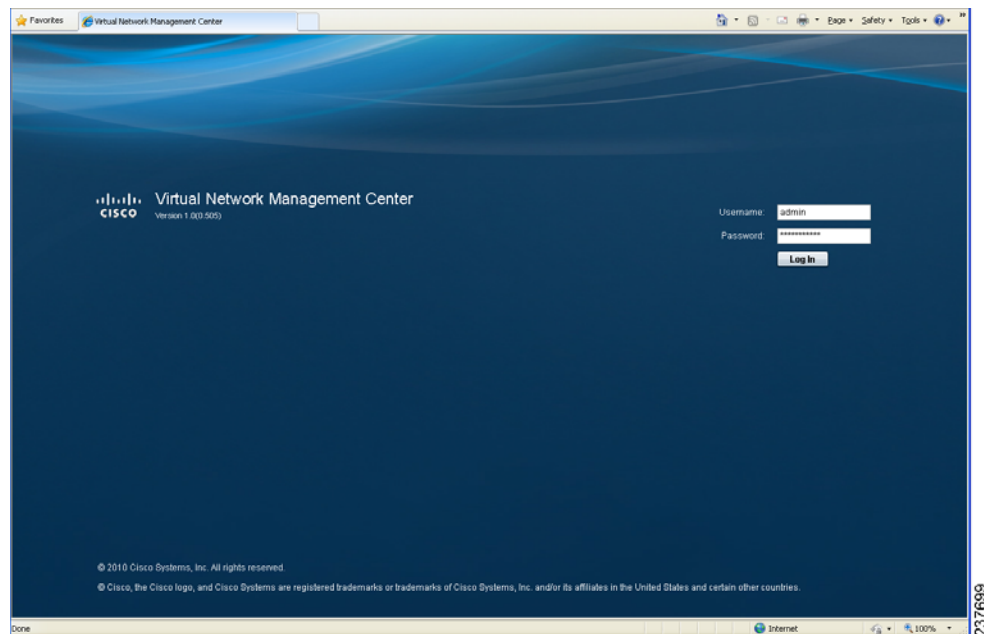 Favorites
Virtual Network Management Center
Page Safety Tools
CISCO
Virtual Network Management Center
Version 1.0(0.505)
Username: admin
Password: ***********
Log In
© 2010 Cisco Systems, Inc. All rights reserved.
© Cisco, the Cisco logo, and Cisco Systems are registered trademarks or trademarks of Cisco Systems, Inc. and/or its affiliates in the United States and certain other countries.
Done
Internet
100%
237699